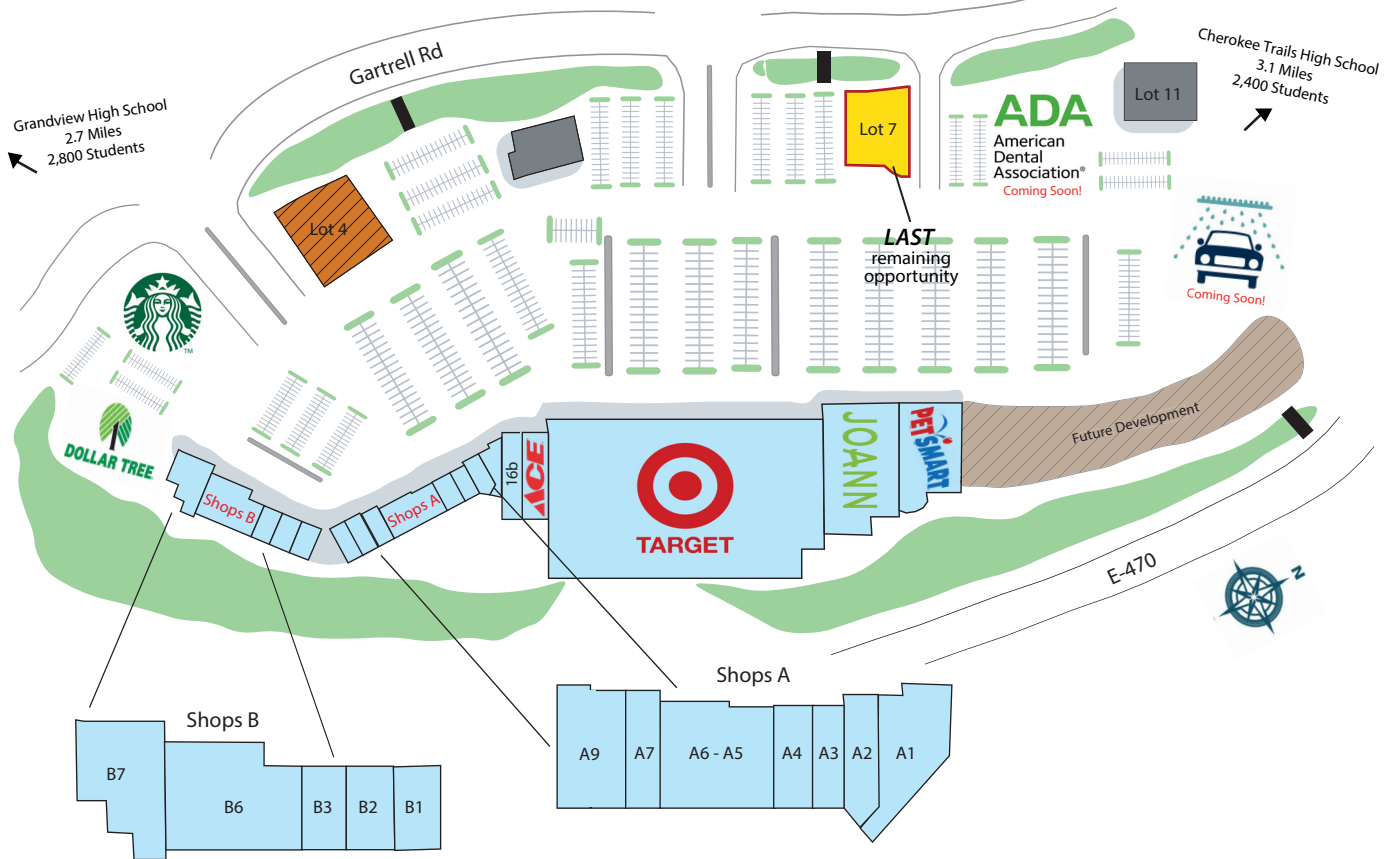 Gartrell Rd
Cherokee Trails High School
3.1 Miles
2,400 Students
Grandview High School
2.7 Miles
2,800 Students
Lot 11
Lot 7
ADA
American
Dental
Association®
Coming Soon!
Lot 4
LAST
remaining
opportunity
Coming Soon!
TM
DOLLAR TREE
Future Development
JOANN
PETSMART
16b
ACE
TARGET
Shops B
Shops A
E-470
N
Shops A
A9
A7
A6 - A5
A4
A3
A2
A1
Shops B
B7
B6
B3
B2
B1